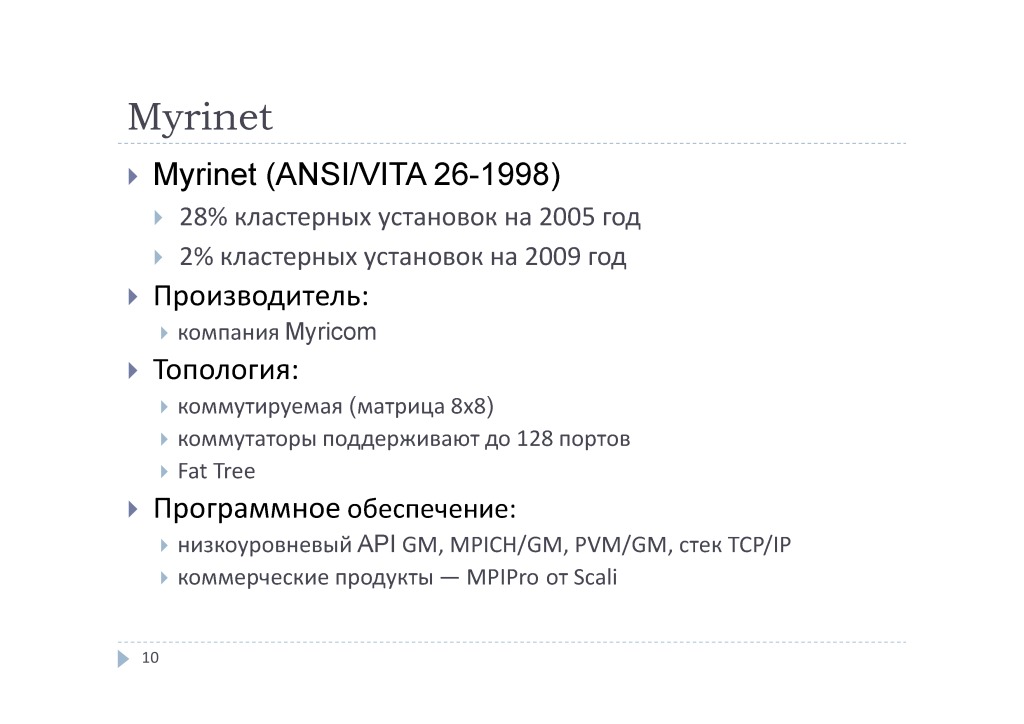 Myrinet
Myrinet (ANSI/VITA 26-1998)
28% кластерных установок на 2005 год
2% кластерных установок на 2009 год
Производитель:
компания Myricom
Топология:
коммутируемая (матрица 8x8)
коммутаторы поддерживают до 128 портов
Fat Tree
Программное обеспечение:
низкоуровневый API GM, MPICH/GM, PVM/GM, стек TCP/IP
коммерческие продукты — MPIPro от Scali
10